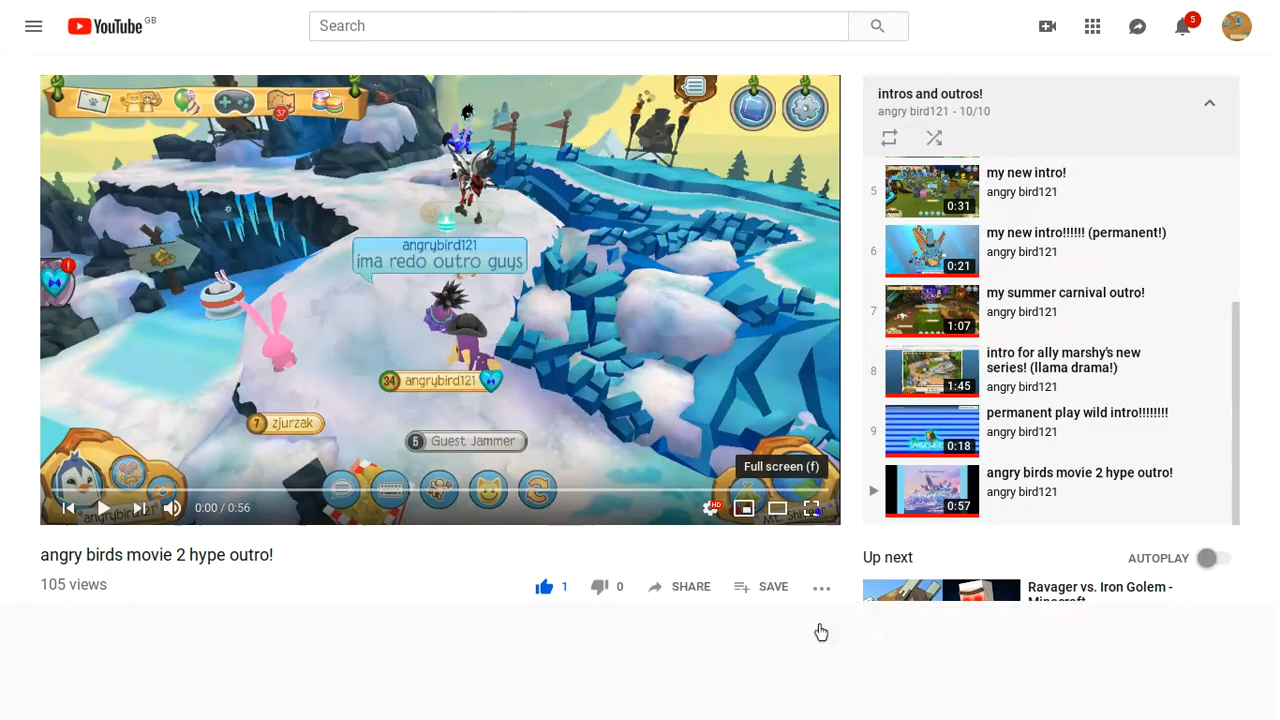 YouTube GB
Search
5
37
angrybird121
ima redo outro guys
34 angrybird121
7 zjurzak
5 Guest Jammer
Full screen (f)
0:00 / 0:56
HD
angry birds movie 2 hype outro!
105 views
1
0
SHARE
SAVE
intros and outros!
angry bird121 - 10/10
5
0:31
my new intro!
angry bird121
6
0:21
my new intro!!!!!! (permanent!)
angry bird121
7
1:07
my summer carnival outro!
angry bird121
8
1:45
intro for ally marshy's new
series! (llama drama!)
angry bird121
9
0:18
permanent play wild intro!!!!!!!!
angry bird121
0:57
angry birds movie 2 hype outro!
angry bird121
Up next
AUTOPLAY
Ravager vs. Iron Golem -
Minecraft